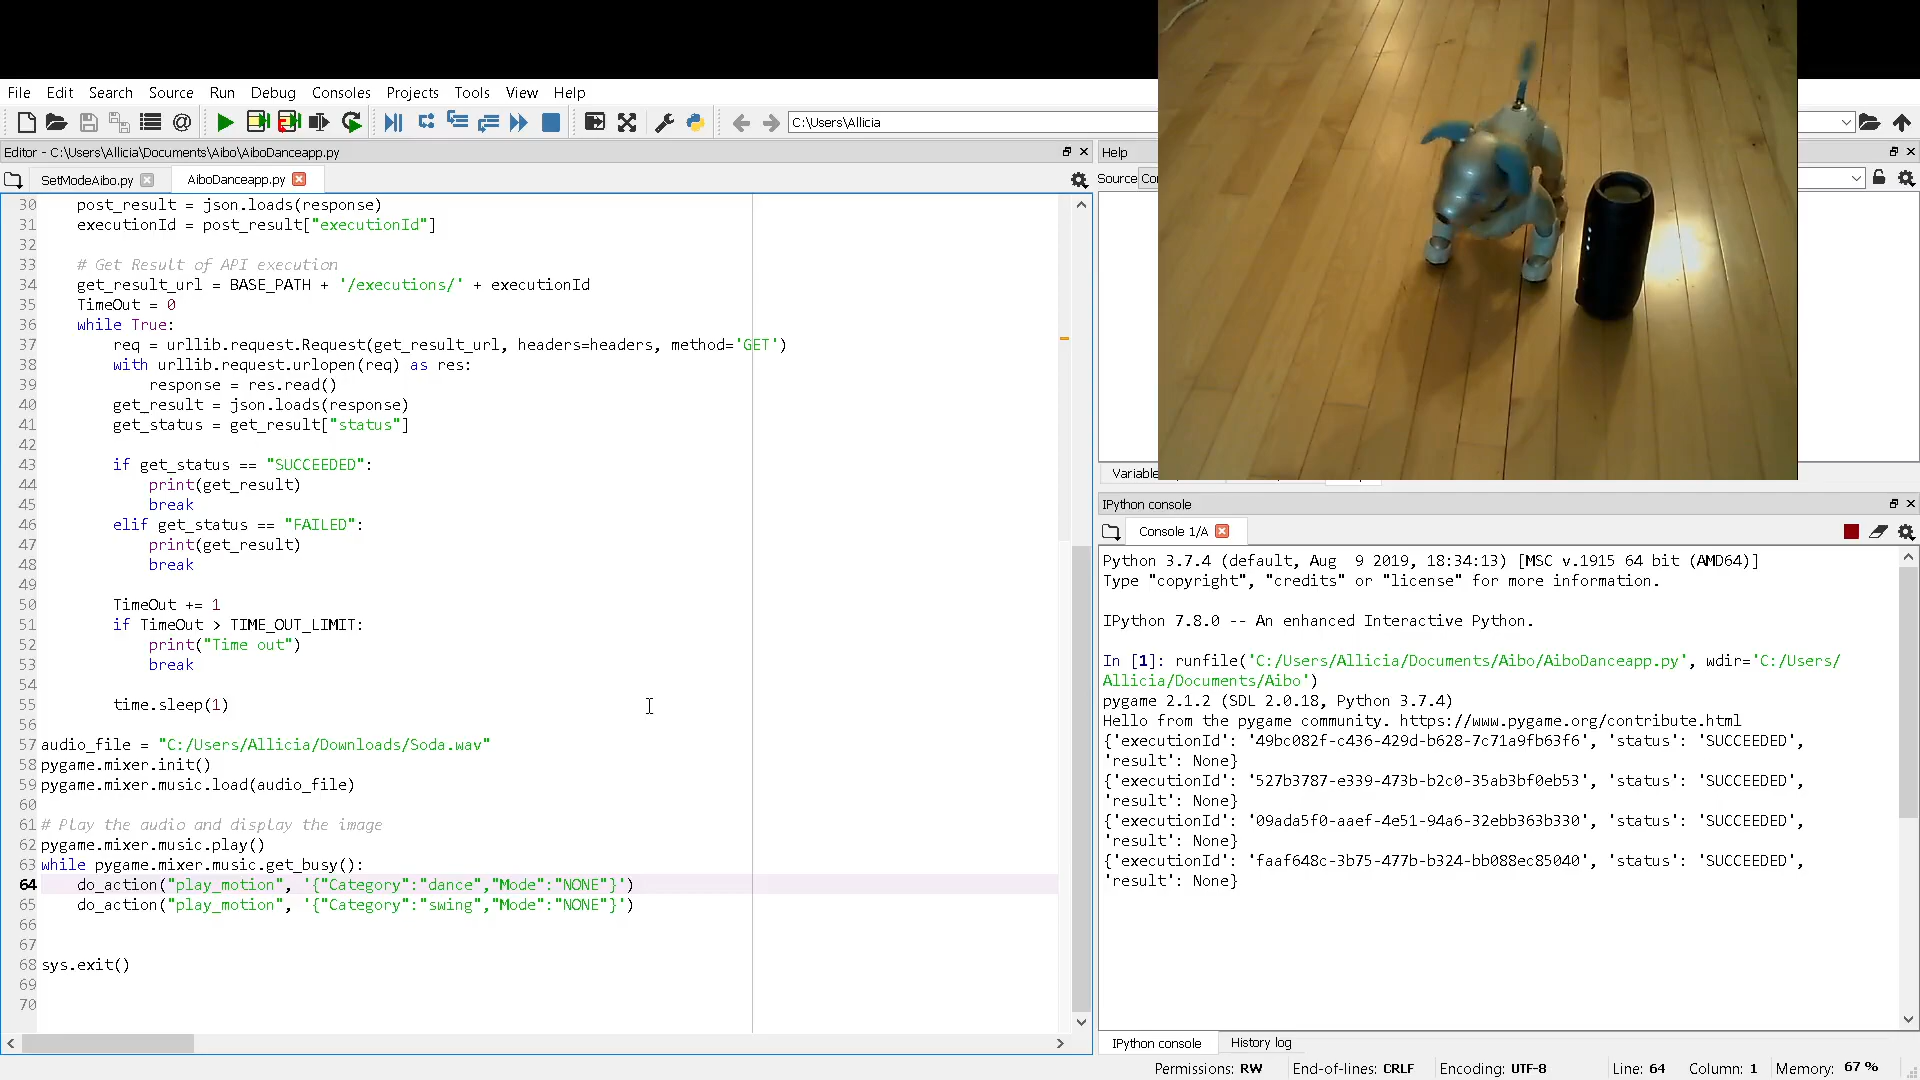 File Edit Search Source Run Debug Consoles Projects Tools View Help
C:\Users\Allicia
Editor - C:\Users\Allicia\Documents\Aibo\AiboDanceapp.py
SetModeAibo.py AiboDanceapp.py
30 post_result = json.loads(response)
31 executionId = post_result["executionId"]
32
33 # Get Result of API execution
34 get_result_url = BASE_PATH + '/executions/' + executionId
35 TimeOut = 0
36 while True:
37 req = urllib.request.Request(get_result_url, headers=headers, method='GET')
38 with urllib.request.urlopen(req) as res:
39 response = res.read()
40 get_result = json.loads(response)
41 get_status = get_result["status"]
42
43 if get_status == "SUCCEEDED":
44 print(get_result)
45 break
46 elif get_status == "FAILED":
47 print(get_result)
48 break
49
50 TimeOut += 1
51 if TimeOut > TIME_OUT_LIMIT:
52 print("Time out")
53 break
54
55 time.sleep(1)
56
57 audio_file = "C:/Users/Allicia/Downloads/Soda.wav"
58 pygame.mixer.init()
59 pygame.mixer.music.load(audio_file)
60
61 # Play the audio and display the image
62 pygame.mixer.music.play()
63 while pygame.mixer.music.get_busy():
64 do_action("play_motion", '{"Category":"dance","Mode":"NONE"}')
65 do_action("play_motion", '{"Category":"swing","Mode":"NONE"}')
66
67
68 sys.exit()
69
70
Help
Source
Variable
IPython console
Console 1/A
Python 3.7.4 (default, Aug  9 2019, 18:34:13) [MSC v.1915 64 bit (AMD64)]
Type "copyright", "credits" or "license" for more information.
IPython 7.8.0 -- An enhanced Interactive Python.
In [1]: runfile('C:/Users/Allicia/Documents/Aibo/AiboDanceapp.py', wdir='C:/Users/
Allicia/Documents/Aibo')
pygame 2.1.2 (SDL 2.0.18, Python 3.7.4)
Hello from the pygame community. https://www.pygame.org/contribute.html
{'executionId': '49bc082f-c436-429d-b628-7c71a9fb63f6', 'status': 'SUCCEEDED',
'result': None}
{'executionId': '527b3787-e339-473b-b2c0-35ab3bf0eb53', 'status': 'SUCCEEDED',
'result': None}
{'executionId': '09ada5f0-aaef-4e51-94a6-32ebb363b330', 'status': 'SUCCEEDED',
'result': None}
{'executionId': 'faaf648c-3b75-477b-b324-bb088ec85040', 'status': 'SUCCEEDED',
'result': None}
IPython console History log
Permissions: RW End-of-lines: CRLF Encoding: UTF-8 Line: 64 Column: 1 Memory: 67 %